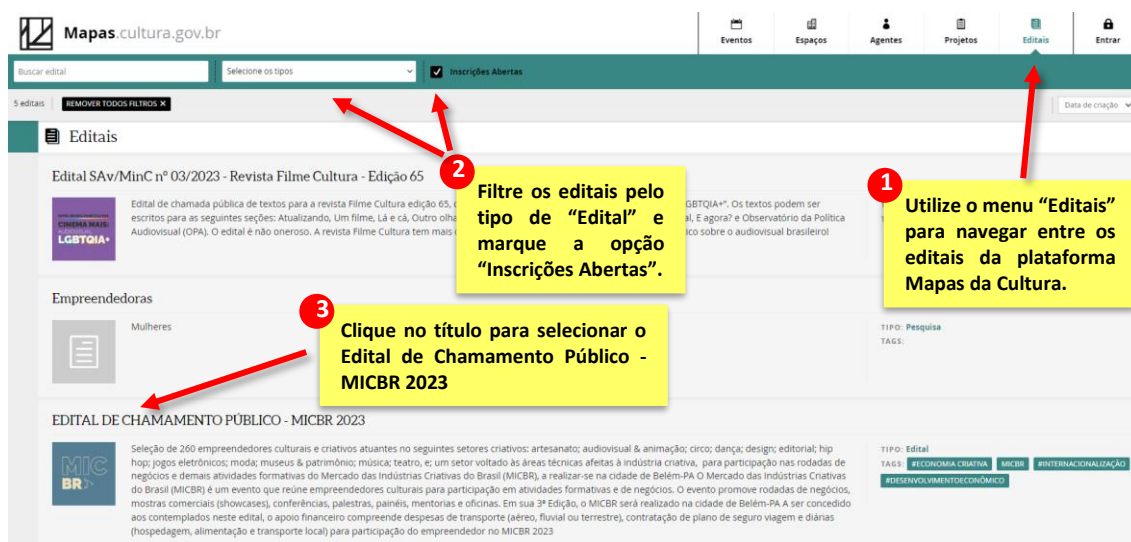 Mapas.cultura.gov.br
Eventos
Espaços
Agentes
Projetos
Editais
Entrar
Buscar edital
Selecione os tipos
Inscrições Abertas
5 editais
REMOVER TODOS FILTROS X
Data de criação
Editais
Edital SAv/MinC nº 03/2023 - Revista Filme Cultura - Edição 65
CINEMA MAIS:
AUDIOVISUAL
LGBTQIA+
Edital de chamada pública de textos para a revista Filme Cultura edição 65,
GBTQIA+". Os textos podem ser
escritos para as seguintes seções: Atualizando, Um filme, Lá e cá, Outro olha
al, E agora? e Observatório da Política
Audiovisual (OPA). O edital é não oneroso. A revista Filme Cultura tem mais
ico sobre o audiovisual brasileiro!
2
Filtre os editais pelo
tipo de “Edital” e
marque a opção
“Inscrições Abertas”.
1
Utilize o menu “Editais”
para navegar entre os
editais da plataforma
Mapas da Cultura.
Empreendedoras
Mulheres
TIPO: Pesquisa
TAGS:
3
Clique no título para selecionar o
Edital de Chamamento Público -
MICBR 2023
EDITAL DE CHAMAMENTO PÚBLICO - MICBR 2023
MIC
BR
Seleção de 260 empreendedores culturais e criativos atuantes no seguintes setores criativos: artesanato; audiovisual & animação; circo; dança; design; editorial; hip
hop; jogos eletrônicos; moda; museus & patrimônio; música; teatro, e; um setor voltado às áreas técnicas afeitas à indústria criativa, para participação nas rodadas de
negócios e demais atividades formativas do Mercado das Indústrias Criativas do Brasil (MICBR), a realizar-se na cidade de Belém-PA O Mercado das Indústrias Criativas
do Brasil (MICBR) é um evento que reúne empreendedores culturais para participação em atividades formativas e de negócios. O evento promove rodadas de negócios,
mostras comerciais (showcases), conferências, palestras, painéis, mentorias e oficinas. Em sua 3ª Edição, o MICBR será realizado na cidade de Belém-PA A ser concedido
aos contemplados neste edital, o apoio financeiro compreende despesas de transporte (aéreo, fluvial ou terrestre), contratação de plano de seguro viagem e diárias
(hospedagem, alimentação e transporte local) para participação do empreendedor no MICBR 2023
TIPO: Edital
TAGS: #ECONOMIA CRIATIVA MICBR #INTERNACIONALIZAÇÃO
#DESENVOLVIMENTOECONÔMICO